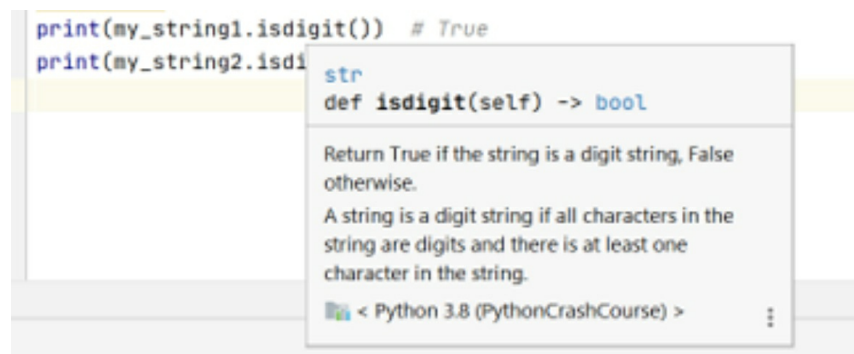 print(my_string1.isdigit())  # True
print(my_string2.isdi
str
def isdigit(self) -> bool
Return True if the string is a digit string, False
otherwise.
A string is a digit string if all characters in the
string are digits and there is at least one
character in the string.
< Python 3.8 (PythonCrashCourse) >